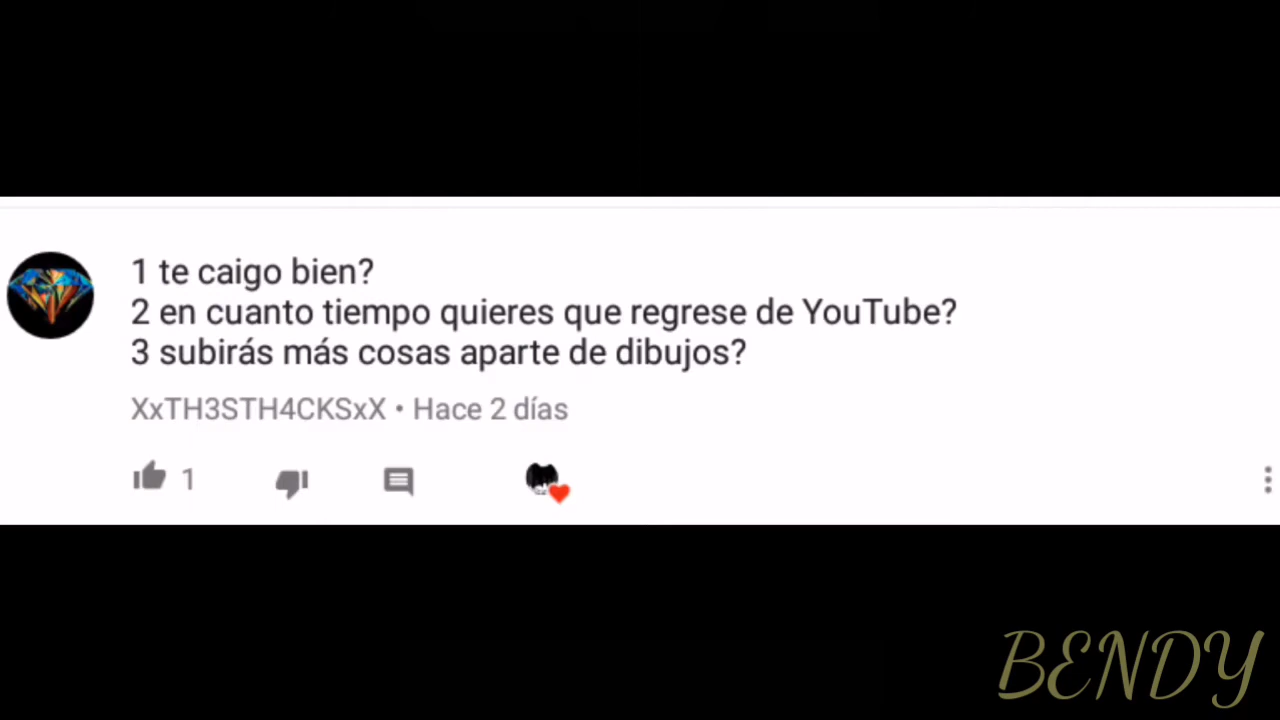 1 te caigo bien?
2 en cuanto tiempo quieres que regrese de YouTube?
3 subirás más cosas aparte de dibujos?
XxTH3STH4CKSxX • Hace 2 días
1
BENDY